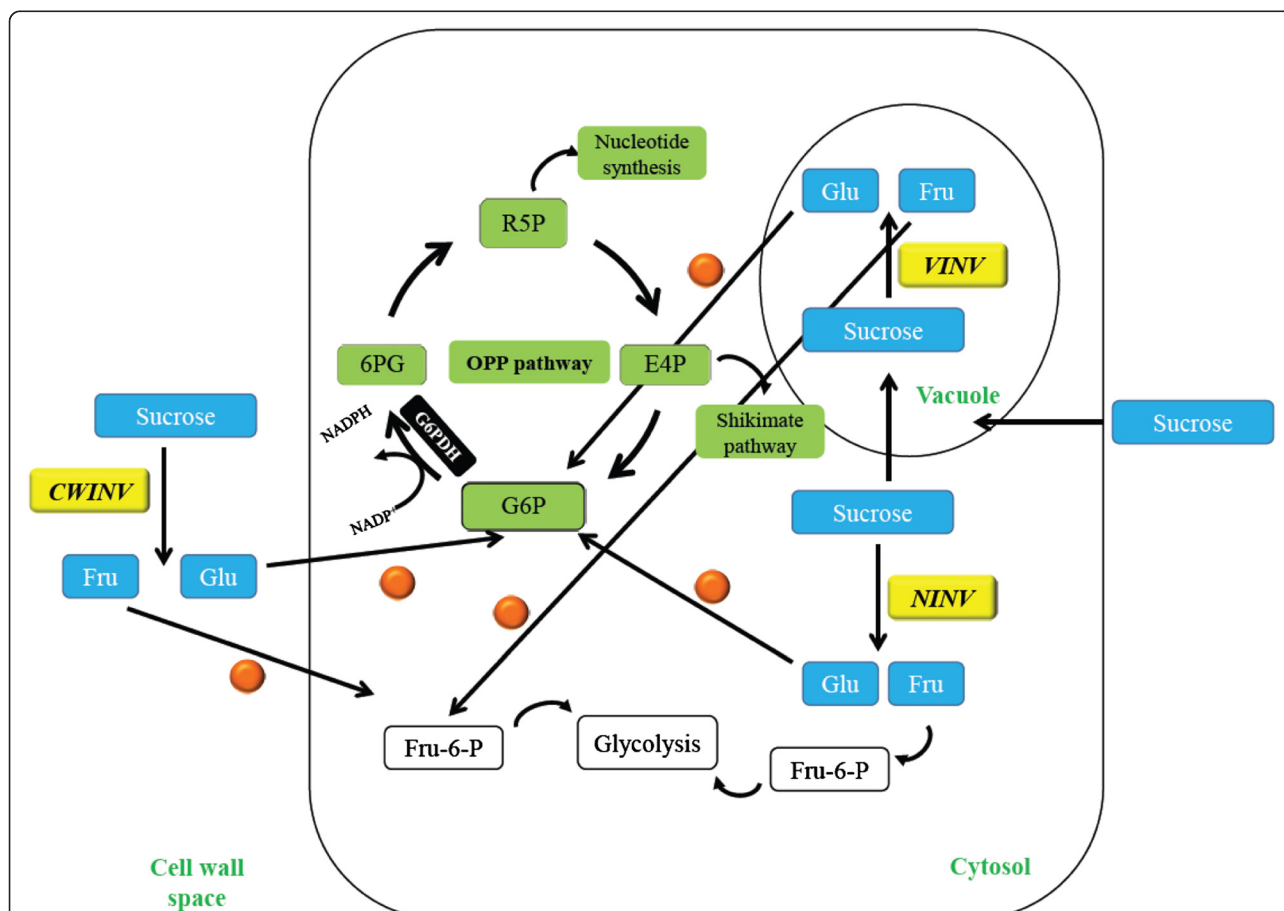 Nucleotide
synthesis
Glu
Fru
R5P
VINV
Sucrose
6PG
OPP pathway
E4P
Vacuole
Sucrose
NADPH
G6PDH
Shikimate
pathway
Sucrose
CWINV
NADP+
G6P
Sucrose
Fru
Glu
NINV
Glu
Fru
Fru-6-P
Glycolysis
Fru-6-P
Cell wall
space
Cytosol